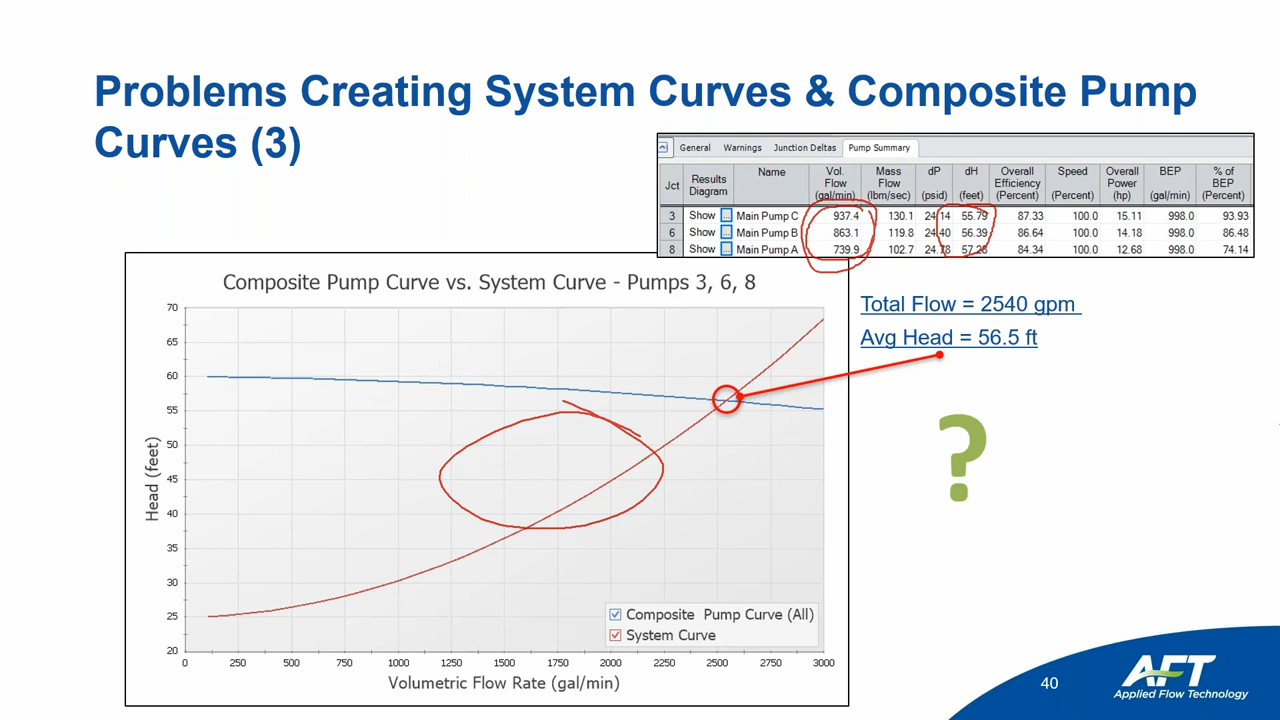 Problems Creating System Curves & Composite Pump
Curves (3)
General Warnings Junction Deltas Pump Summary
Jct Results Diagram Name Vol. Flow (gal/min) Mass Flow (lbm/sec) dP (psid) dH (feet) Overall Efficiency (Percent) Speed (Percent) Overall Power (hp) BEP (gal/min) % of BEP (Percent)
3 Show ... Main Pump C 937.4 130.1 24.14 55.79 87.33 100.0 15.11 998.0 93.93
6 Show ... Main Pump B 863.1 119.8 24.40 56.39 86.64 100.0 14.18 998.0 86.48
8 Show ... Main Pump A 739.9 102.7 24.78 57.28 84.34 100.0 12.68 998.0 74.14
Composite Pump Curve vs. System Curve - Pumps 3, 6, 8
Total Flow = 2540 gpm
Avg Head = 56.5 ft
?
Head (feet)
70
65
60
55
50
45
40
35
30
25
20
Composite Pump Curve (All)
System Curve
0 250 500 750 1000 1250 1500 1750 2000 2250 2500 2750 3000
Volumetric Flow Rate (gal/min)
40
AFT
Applied Flow Technology